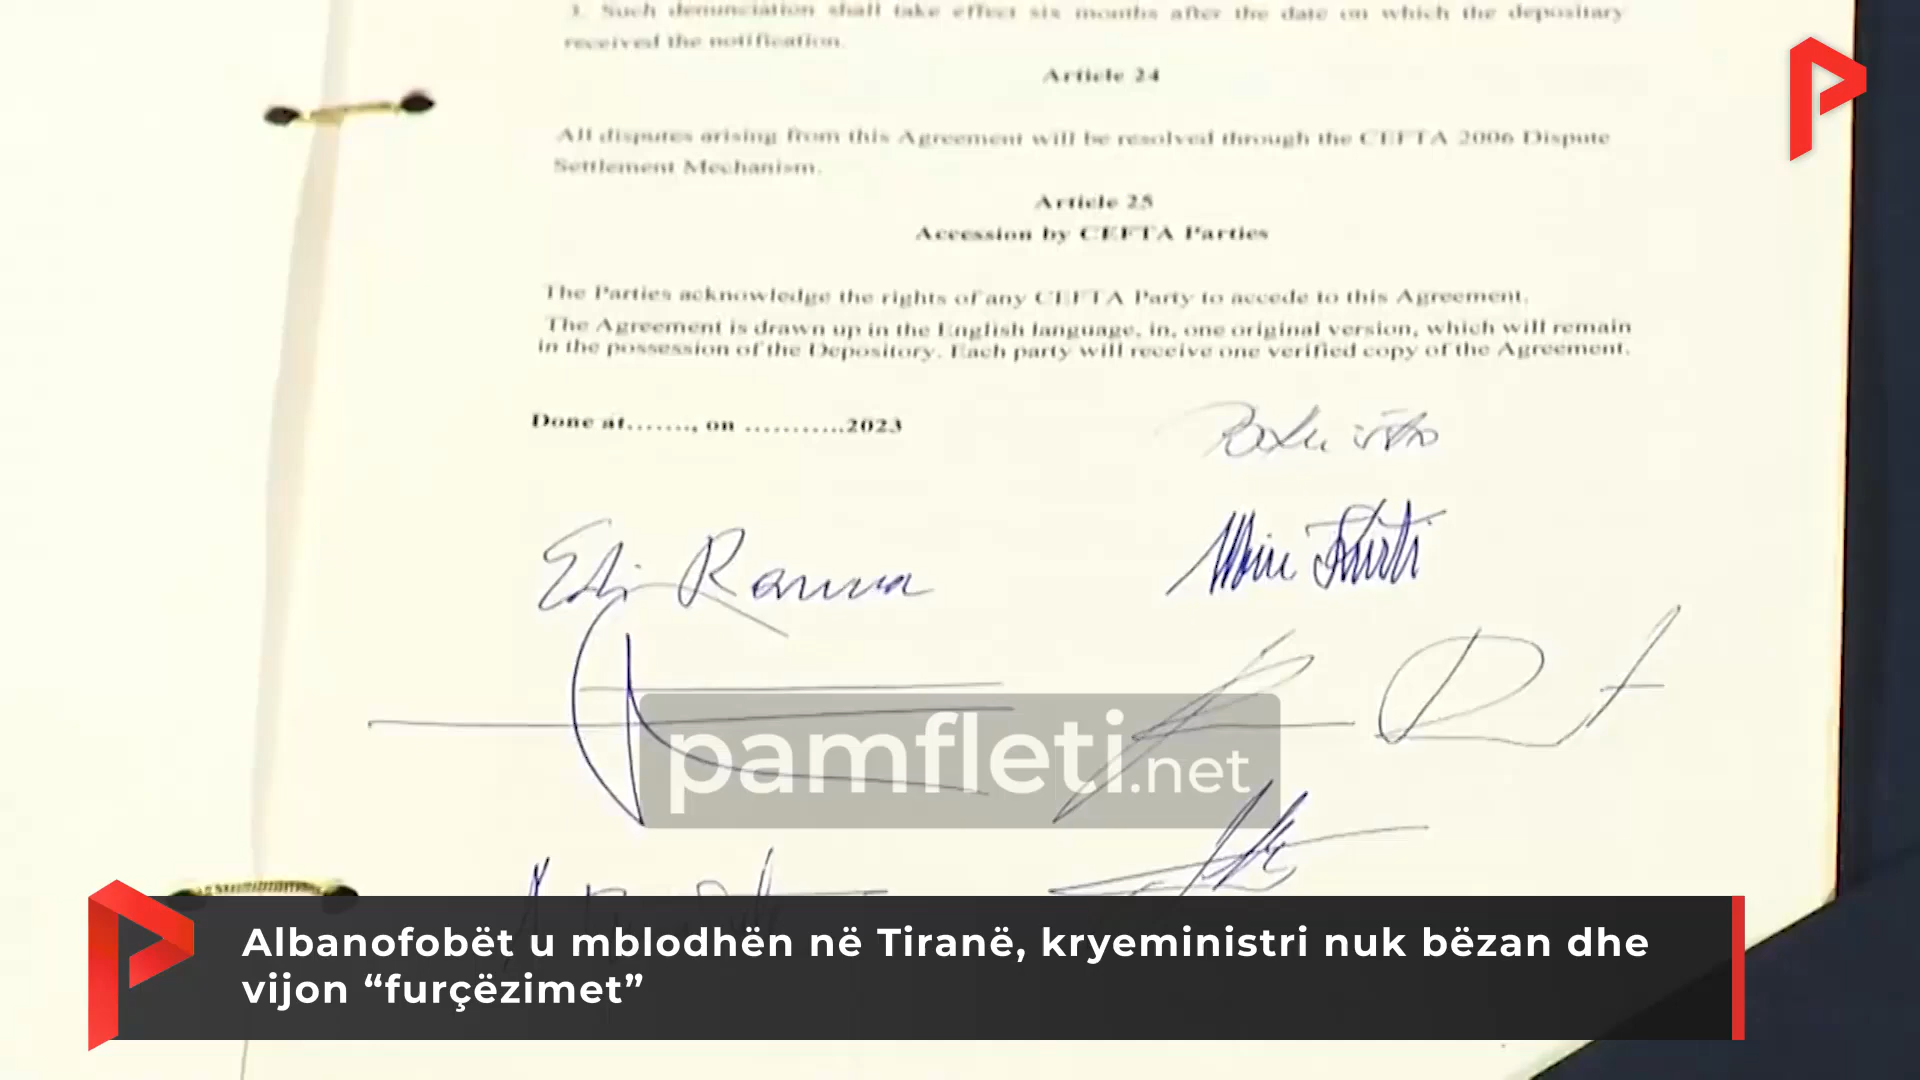 3. Such denunciation shall take effect six months after the date on which the depositary
received the notification.
Article 24
All disputes arising from this Agreement will be resolved through the CEFTA 2006 Dispute
Settlement Mechanism.
Article 25
Accession by CEFTA Parties
The Parties acknowledge the rights of any CEFTA Party to accede to this Agreement.
The Agreement is drawn up in the English language, in, one original version, which will remain
in the possession of the Depository. Each party will receive one verified copy of the Agreement.
Done at......., on ...........2023
Edi Rama
pamfleti.net
Albanofobët u mblodhën në Tiranë, kryeministri nuk bëzan dhe
vijon “furçëzimet”